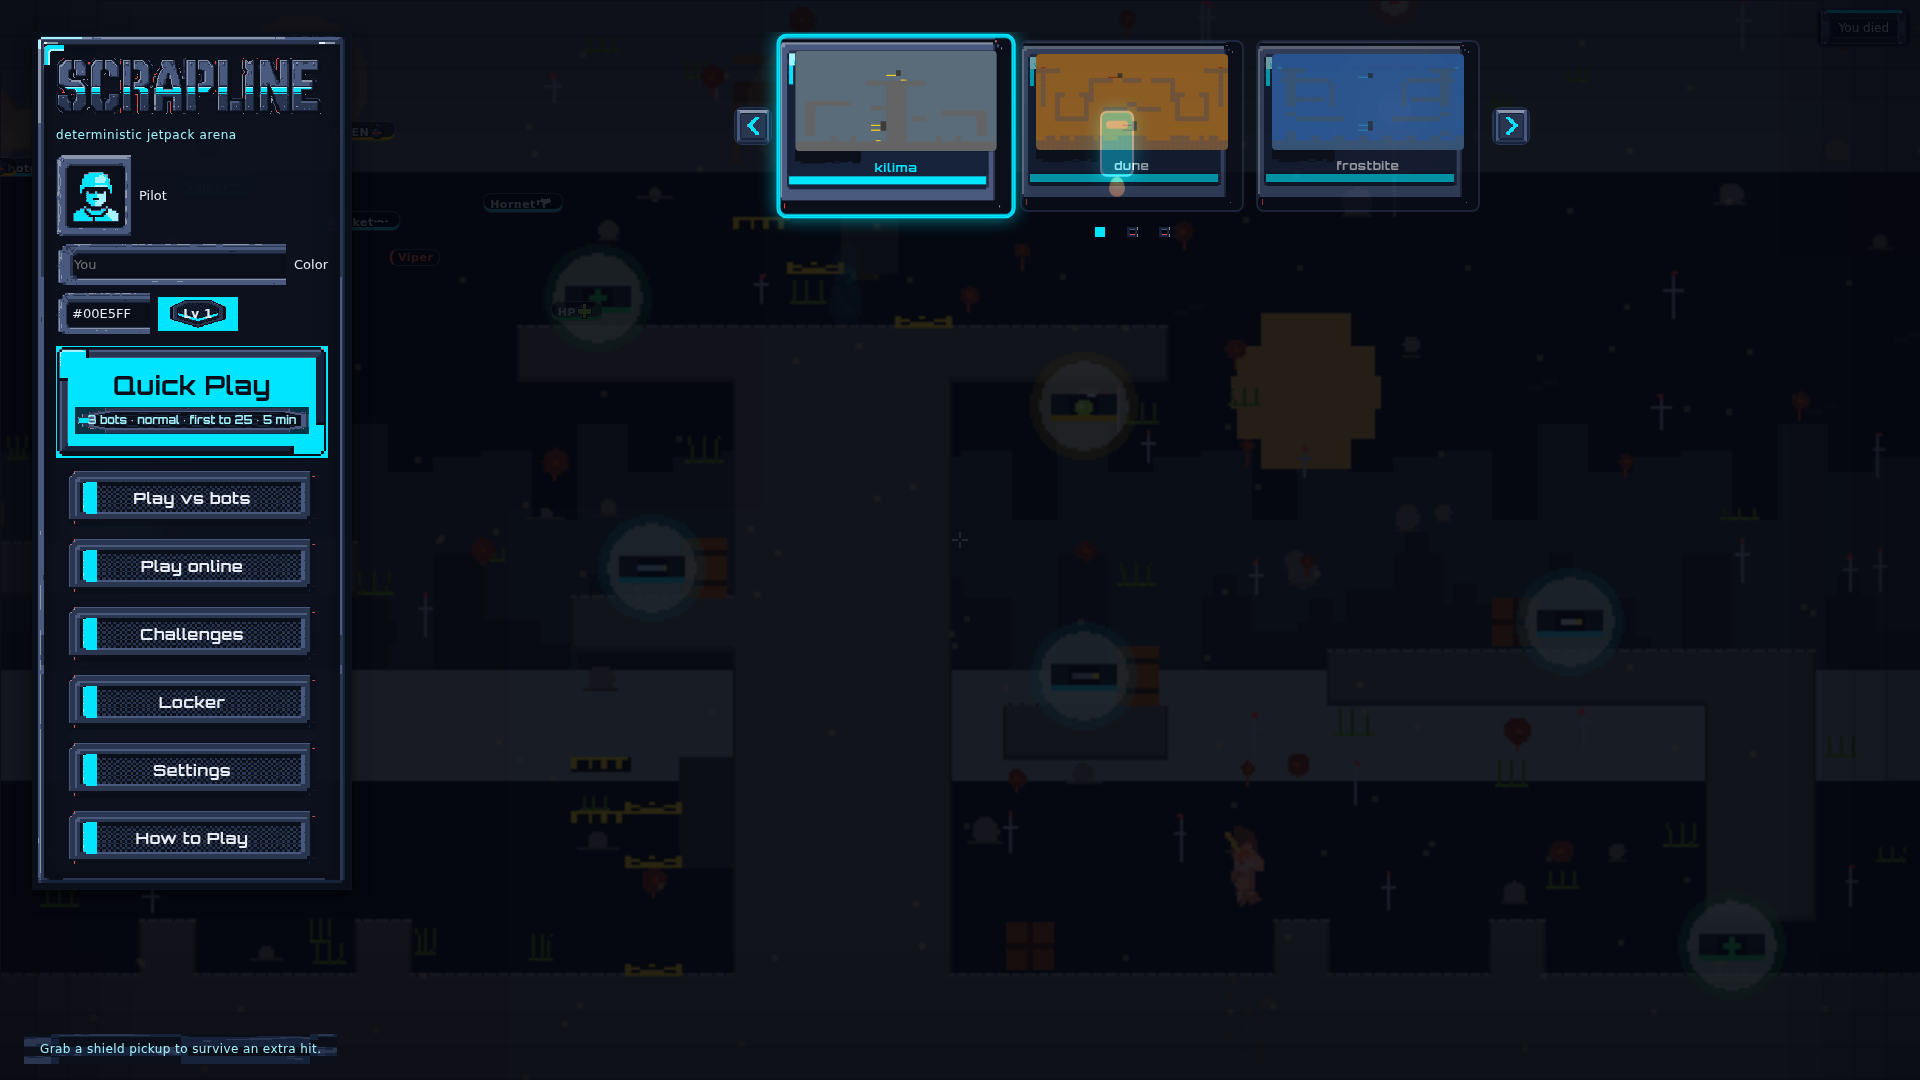 SCRAPLINE
deterministic jetpack arena
Pilot
You
Color
#00E5FF
Lv 1
Quick Play
3 bots · normal · first to 25 · 5 min
Play vs bots
Play online
Challenges
Locker
Settings
How to Play
Grab a shield pickup to survive an extra hit.
kilima
dune
frostbite
You died
Hornet
Viper
HP